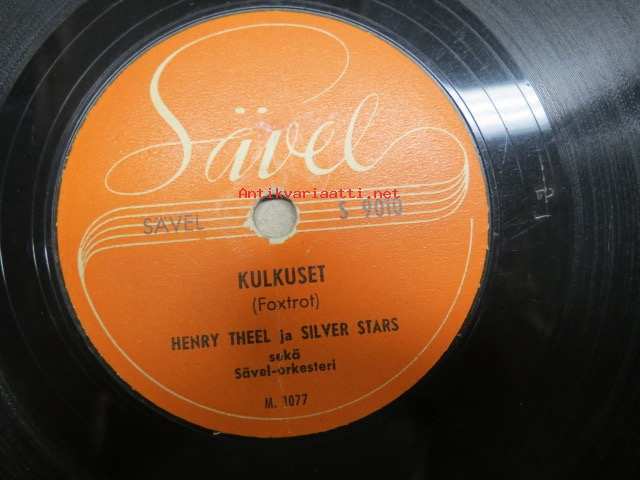 Sävel
Antikvariaatti.net
SÄVEL S 9010
KULKUSET
(Foxtrot)
HENRY THEEL ja SILVER STARS
sekä
Sävel-orkesteri
M. 1077